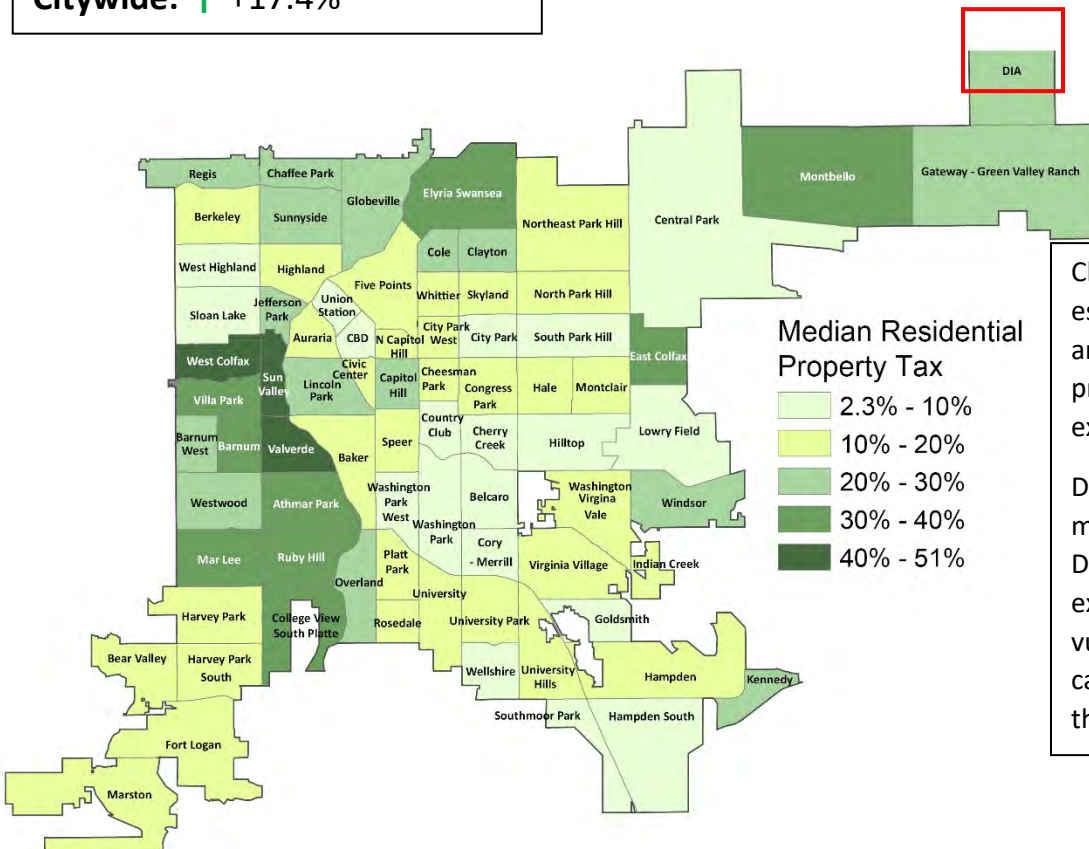 Citywide: ↑ +17.4%
DIA
Regis
Chaffee Park
Globeville
Elyria Swansea
Montbello
Gateway - Green Valley Ranch
Berkeley
Sunnyside
Northeast Park Hill
Central Park
Cole
Clayton
West Highland
Highland
Five Points
Whittier
Skyland
North Park Hill
Sloan Lake
Jefferson
Park
Union
Station
Auraria
CBD
N Capitol
Hill
City Park
West
City Park
South Park Hill
East Colfax
West Colfax
Sun
Valley
Civic
Center
Lincoln
Park
Capitol
Hill
Cheesman
Park
Congress
Park
Hale
Montclair
Villa Park
Barnum
West
Barnum
Valverde
Baker
Speer
Country
Club
Cherry
Creek
Hilltop
Lowry Field
Westwood
Athmar Park
Washington
Park
West
Washington
Park
Belcaro
Washington
Virgina
Vale
Windsor
Mar Lee
Ruby Hill
Overland
Platt
Park
Cory
- Merrill
Virginia Village
Indian Creek
University
Harvey Park
College View
South Platte
Rosedale
University Park
Goldsmith
Bear Valley
Harvey Park
South
Wellshire
University
Hills
Hampden
Kennedy
Southmoor Park
Hampden South
Fort Logan
Marston
Median Residential
Property Tax
2.3% - 10%
10% - 20%
20% - 30%
30% - 40%
40% - 51%